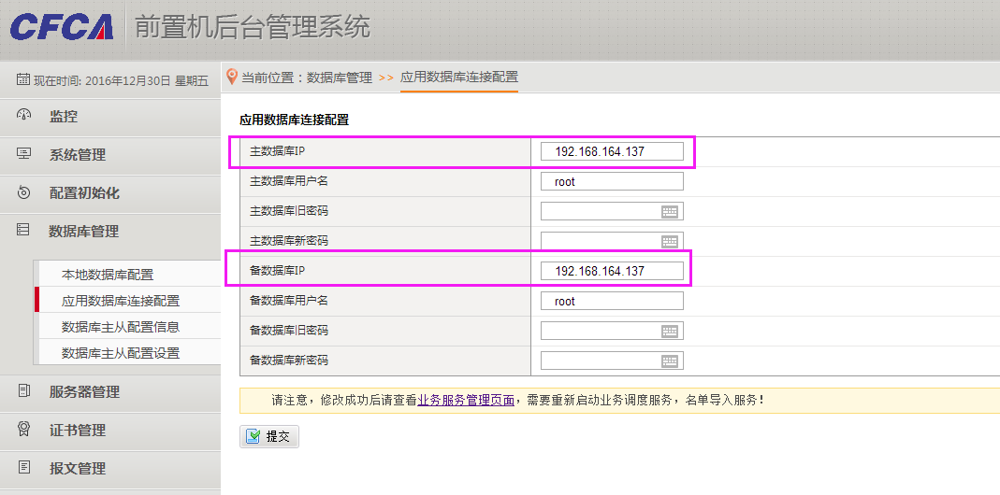 CFCA 前置机后台管理系统
现在时间: 2016年12月30日 星期五
监控
系统管理
配置初始化
数据库管理
本地数据库配置
应用数据库连接配置
数据库主从配置信息
数据库主从配置设置
服务器管理
证书管理
报文管理
当前位置：数据库管理 >> 应用数据库连接配置
应用数据库连接配置
主数据库IP 192.168.164.137
主数据库用户名 root
主数据库旧密码
主数据库新密码
备数据库IP 192.168.164.137
备数据库用户名 root
备数据库旧密码
备数据库新密码
请注意，修改成功后请查看业务服务管理页面，需要重新启动业务调度服务，名单导入服务！
提交